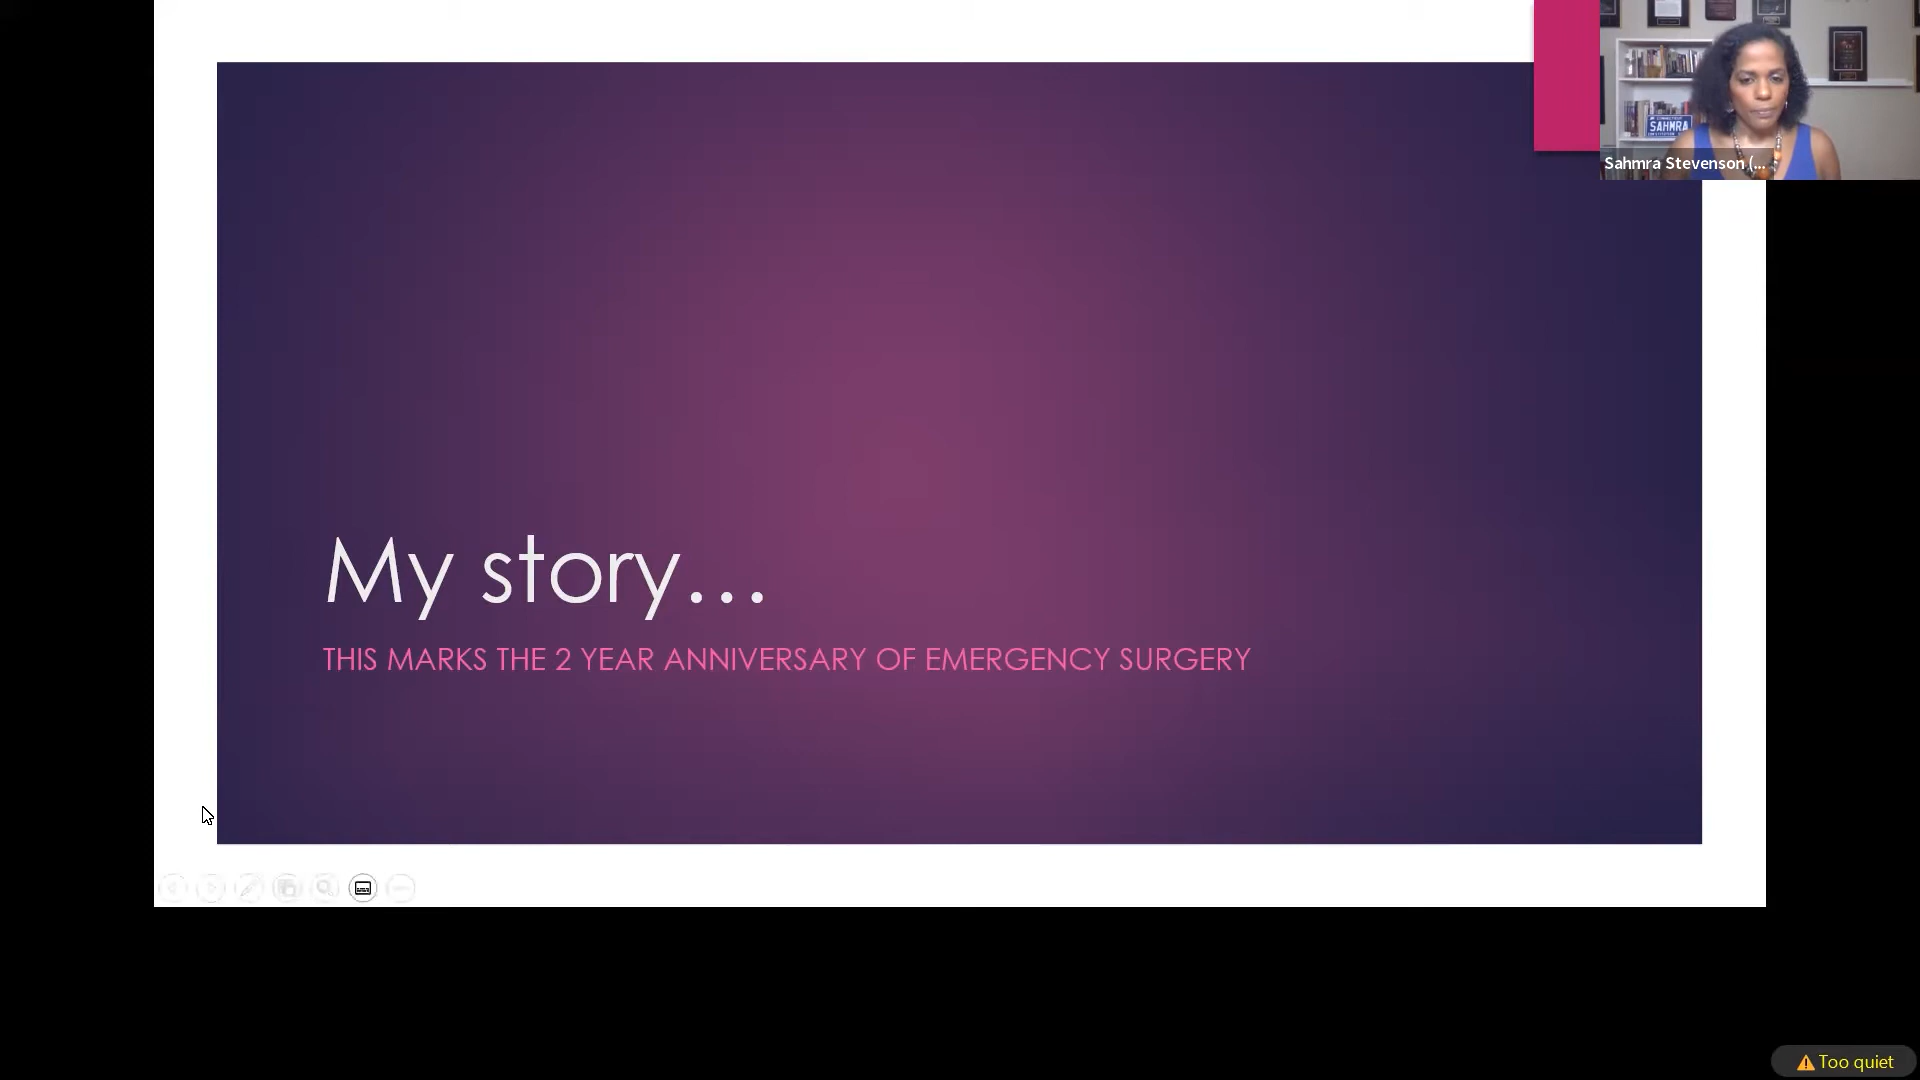 SAHMRA
Sahmra Stevenson (...
My story...
THIS MARKS THE 2 YEAR ANNIVERSARY OF EMERGENCY SURGERY
Too quiet